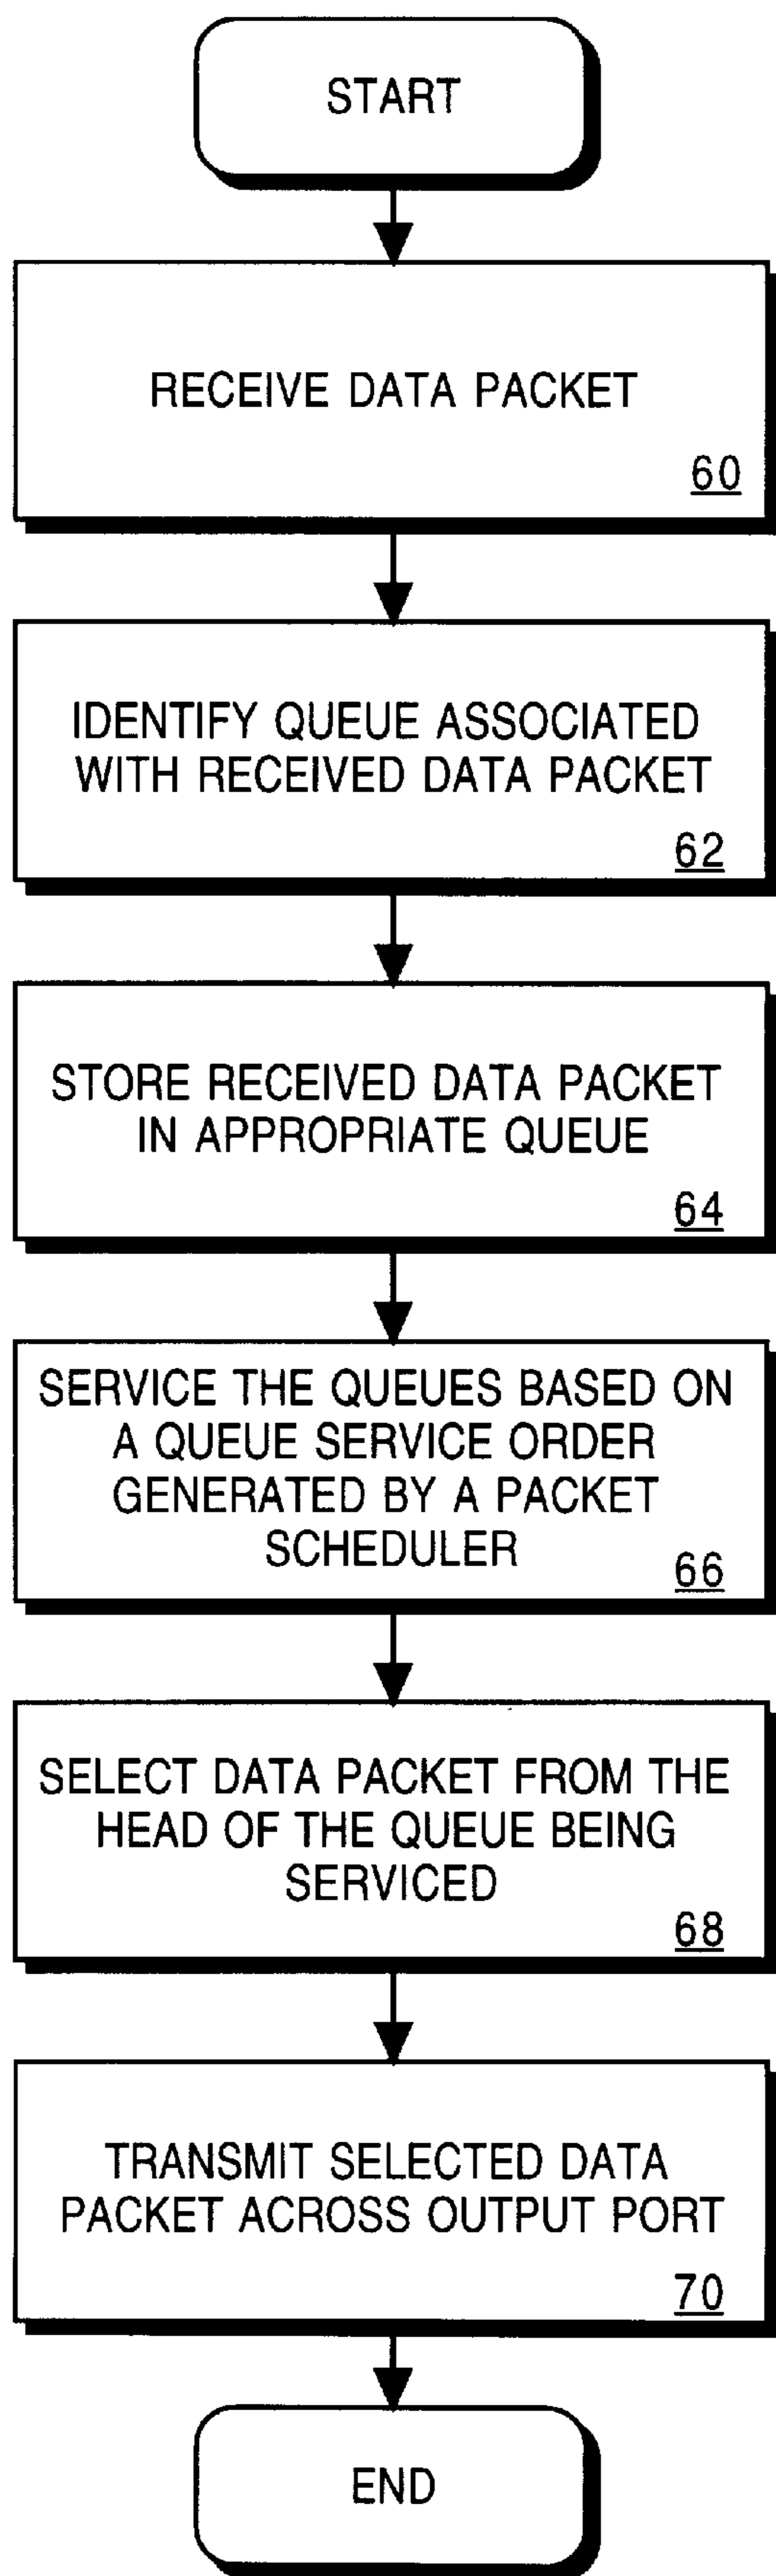 START
RECEIVE DATA PACKET
60
IDENTIFY QUEUE ASSOCIATED
WITH RECEIVED DATA PACKET
62
STORE RECEIVED DATA PACKET
IN APPROPRIATE QUEUE
64
SERVICE THE QUEUES BASED ON
A QUEUE SERVICE ORDER
GENERATED BY A PACKET
SCHEDULER
66
SELECT DATA PACKET FROM THE
HEAD OF THE QUEUE BEING
SERVICED
68
TRANSMIT SELECTED DATA
PACKET ACROSS OUTPUT PORT
70
END